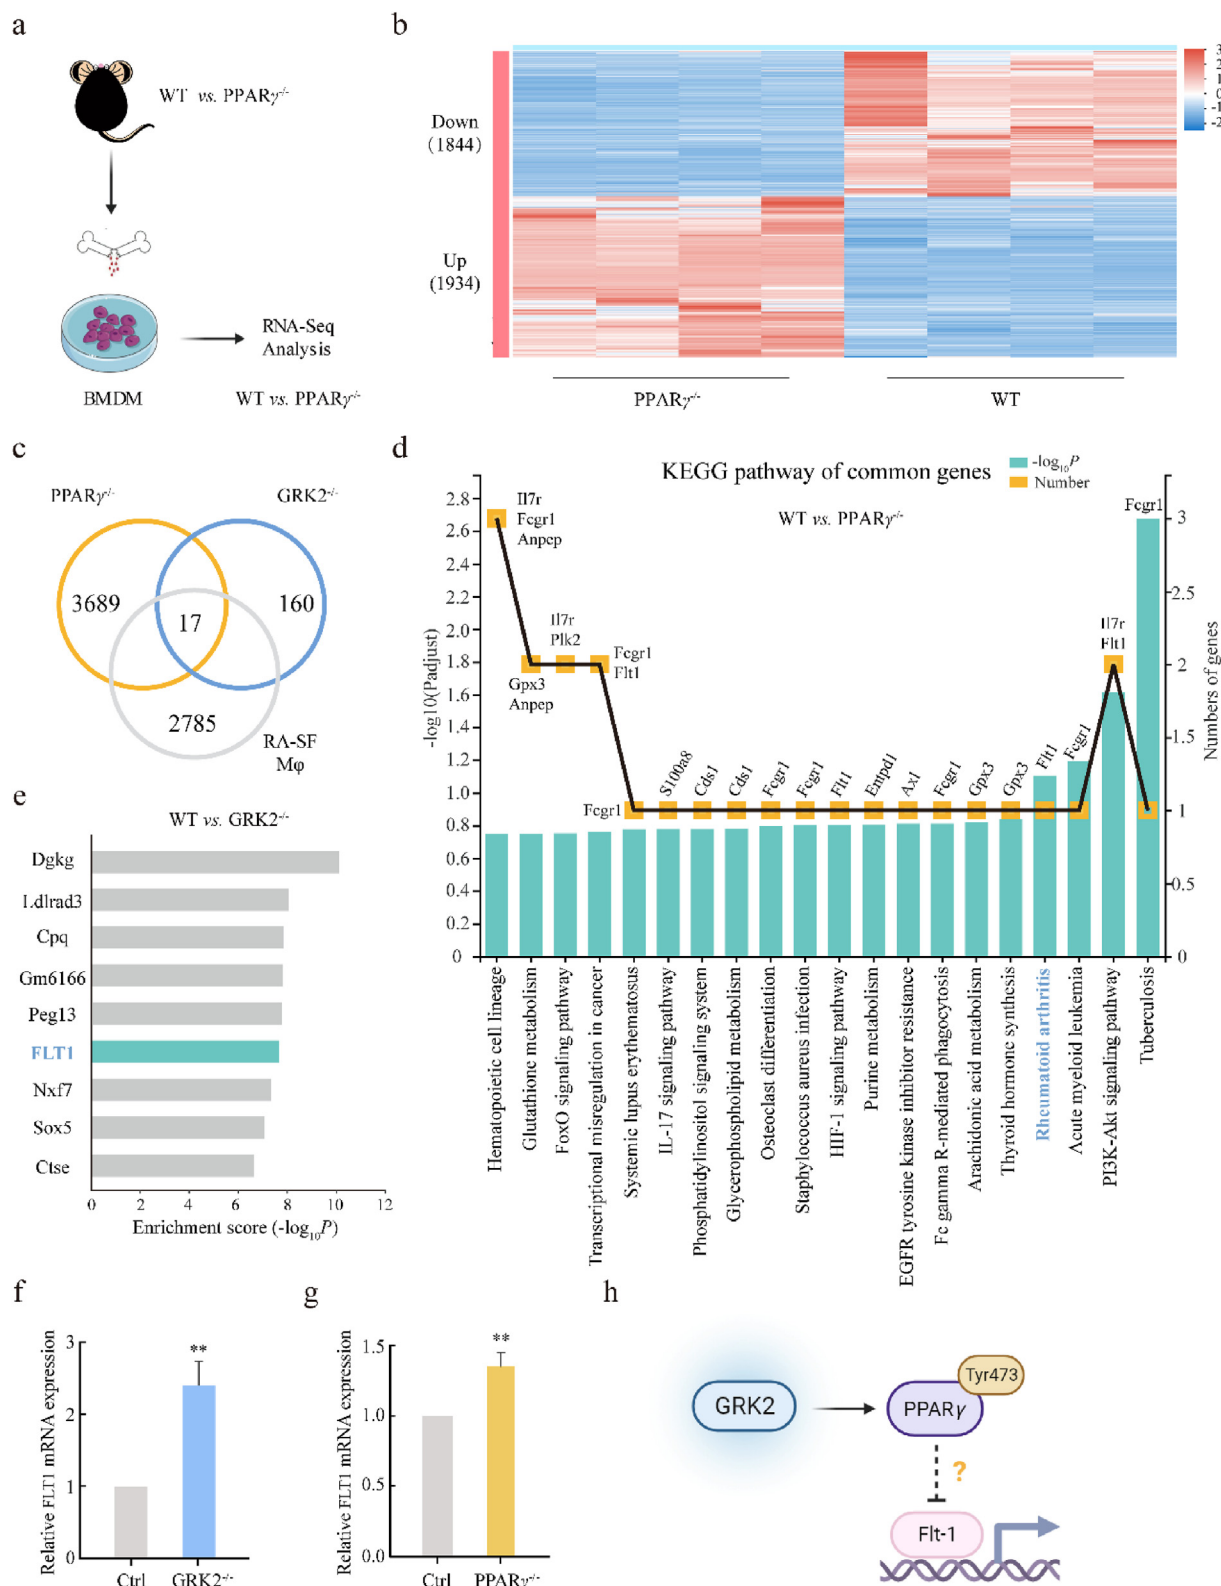 a
WT vs. PPARγ-/-
BMDM
RNA-Seq
Analysis
WT vs. PPARγ-/-
b
Down
(1844)
Up
(1934)
3
2
1
0
-1
-2
PPARγ-/-
WT
c
PPARγ-/-
GRK2-/-
3689
17
160
2785
RA-SF
Mφ
d
KEGG pathway of common genes
-log10P
Number
WT vs. PPARγ-/-
-log10(Padjust)
2.8
2.6
2.4
2.2
2.0
1.8
1.6
1.4
1.2
1.0
0.8
0.6
0.4
0.2
0
Il7r
Fcgr1
Anpep
Gpx3
Anpep
Il7r
Plk2
Fcgr1
Flt1
Fcgr1
S100a8
Cds1
Cds1
Fcgr1
Fcgr1
Flt1
Enpd1
Axl
Fcgr1
Gpx3
Gpx3
Flt1
Fcgr1
Il7r
Flt1
Fcgr1
3
2.5
2
1.5
1
0.5
0
Numbers of genes
Hematopoietic cell lineage
Glutathione metabolism
FoxO signaling pathway
Transcriptional misregulation in cancer
Systemic lupus erythematosus
IL-17 signaling pathway
Phosphatidylinositol signaling system
Glycerophospholipid metabolism
Osteoclast differentiation
Staphylococcus aureus infection
HIF-1 signaling pathway
Purine metabolism
EGFR tyrosine kinase inhibitor resistance
Fc gamma R-mediated phagocytosis
Arachidonic acid metabolism
Thyroid hormone synthesis
Rheumatoid arthritis
Acute myeloid leukemia
PI3K-Akt signaling pathway
Tuberculosis
e
WT vs. GRK2-/-
Dgkg
Ldlrad3
Cpq
Gm6166
Peg13
FLT1
Nxf7
Sox5
Ctse
0 2 4 6 8 10 12
Enrichment score (-log10P)
f
Relative FLT1 mRNA expression
3
2
1
0
**
Ctrl GRK2-/-
g
Relative FLT1 mRNA expression
1.5
1.0
0.5
0.0
**
Ctrl PPARγ-/-
h
GRK2
Tyr473
PPARγ
?
Flt-1